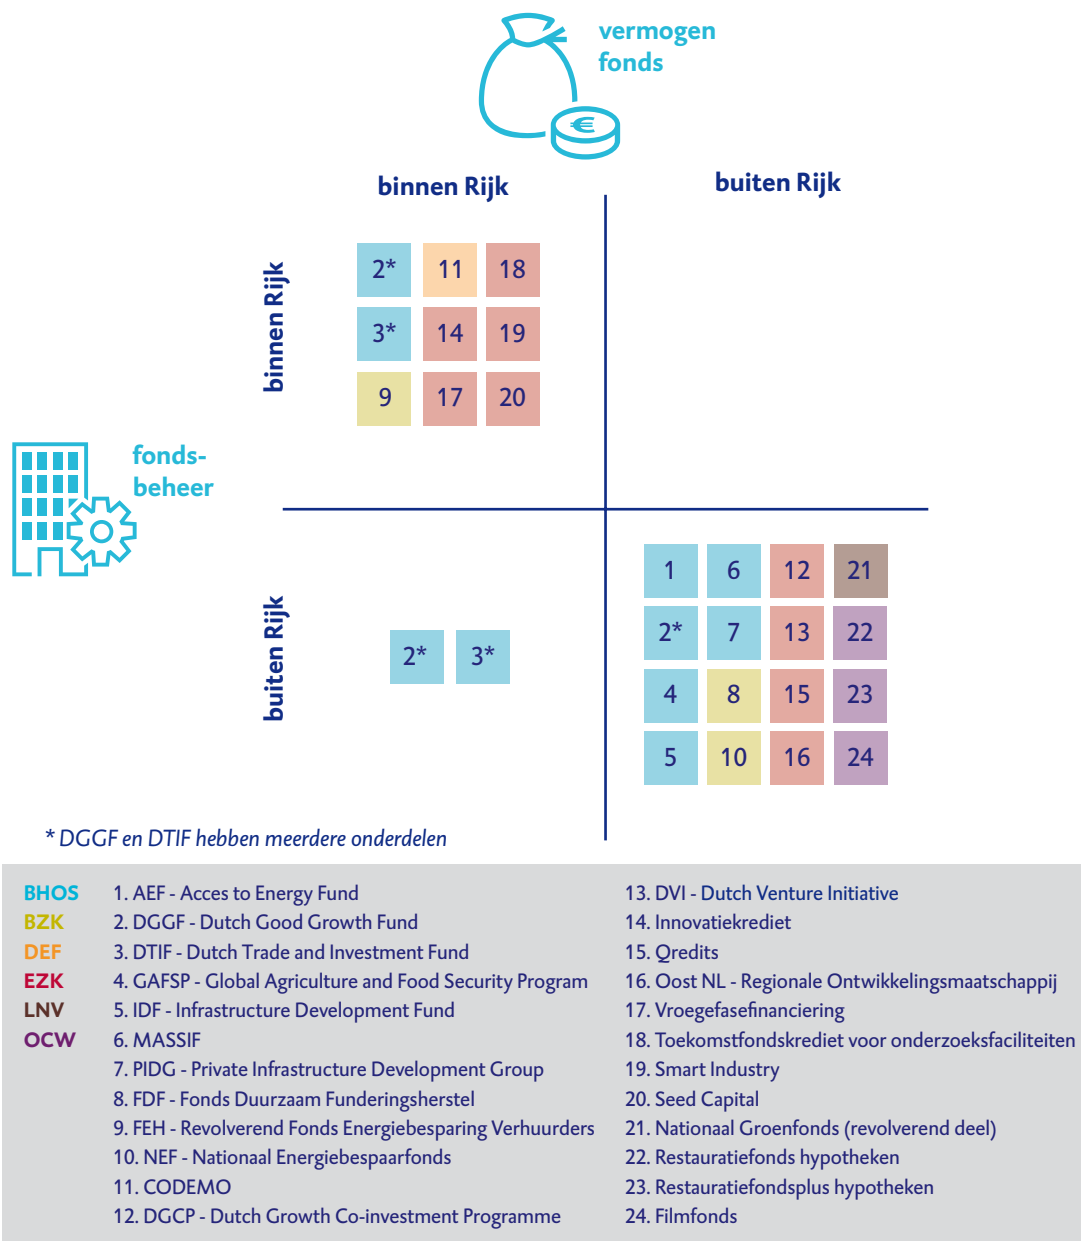 vermogen
fonds
€
binnen Rijk
buiten Rijk
binnen Rijk
2* 11 18
3* 14 19
9 17 20
fonds-
beheer
buiten Rijk
2* 3*
1 6 12 21
2* 7 13 22
4 8 15 23
5 10 16 24
* DGGF en DTIF hebben meerdere onderdelen
BHOS
BZK
DEF
EZK
LNV
OCW
1. AEF - Acces to Energy Fund
2. DGGF - Dutch Good Growth Fund
3. DTIF - Dutch Trade and Investment Fund
4. GAFSP - Global Agriculture and Food Security Program
5. IDF - Infrastructure Development Fund
6. MASSIF
7. PIDG - Private Infrastructure Development Group
8. FDF - Fonds Duurzaam Funderingsherstel
9. FEH - Revolverend Fonds Energiebesparing Verhuurders
10. NEF - Nationaal Energiebespaarfonds
11. CODEMO
12. DGCP - Dutch Growth Co-investment Programme
13. DVI - Dutch Venture Initiative
14. Innovatiekrediet
15. Qredits
16. Oost NL - Regionale Ontwikkelingsmaatschappij
17. Vroegefasefinanciering
18. Toekomstfondskrediet voor onderzoeksfaciliteiten
19. Smart Industry
20. Seed Capital
21. Nationaal Groenfonds (revolverend deel)
22. Restauratiefonds hypotheken
23. Restauratiefondsplus hypotheken
24. Filmfonds